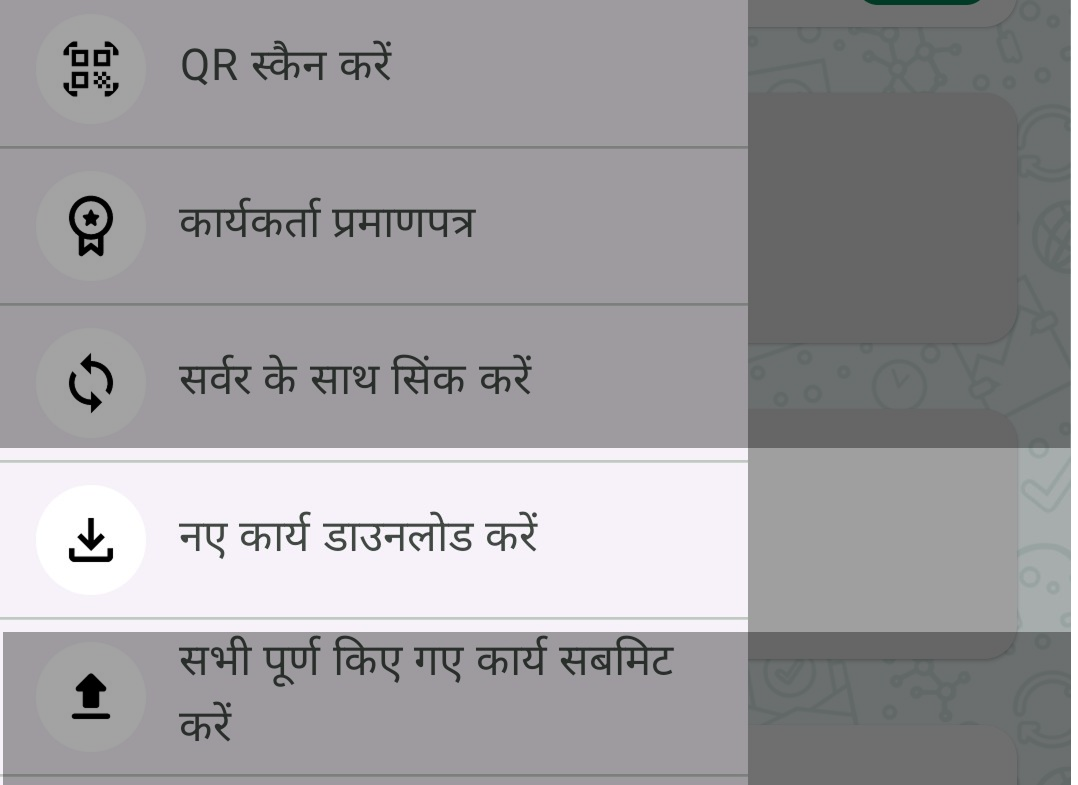 QR स्कैन करें
कार्यकर्ता प्रमाणपत्र
सर्वर के साथ सिंक करें
नए कार्य डाउनलोड करें
सभी पूर्ण किए गए कार्य सबमिट
करें